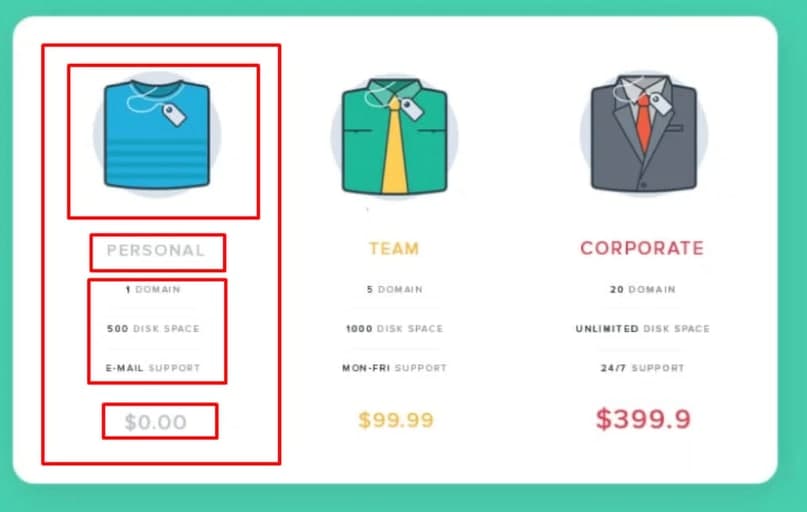 PERSONAL
1 DOMAIN
500 DISK SPACE
E-MAIL SUPPORT
$0.00
TEAM
5 DOMAIN
1000 DISK SPACE
MON-FRI SUPPORT
$99.99
CORPORATE
20 DOMAIN
UNLIMITED DISK SPACE
24/7 SUPPORT
$399.9